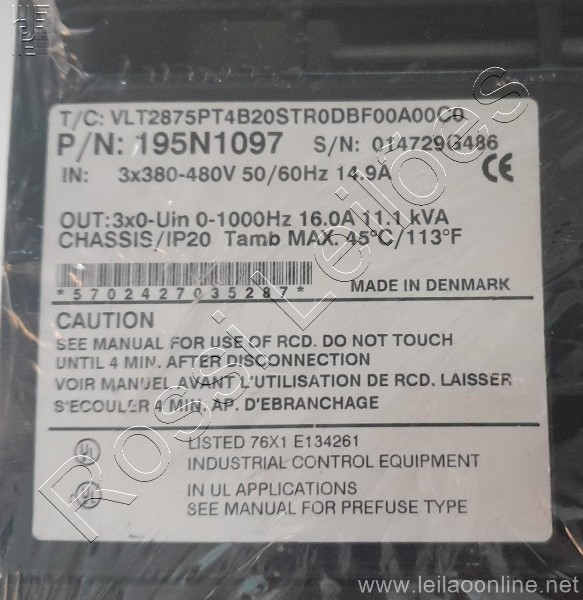 T/C: VLT2875PT4B20STR0DBF00A00C0
P/N: 195N1097 S/N: 014729G486
IN: 3x380-480V 50/60Hz 14.9A
CE
OUT:3x0-Uin 0-1000Hz 16.0A 11.1 kVA
CHASSIS/IP20 Tamb MAX. 45°C/113°F
*5702427035287*
MADE IN DENMARK
CAUTION
SEE MANUAL FOR USE OF RCD. DO NOT TOUCH
UNTIL 4 MIN. AFTER DISCONNECTION
VOIR MANUEL AVANT L'UTILISATION DE RCD. LAISSER
S'ECOULER 4 MIN. AP. D'EBRANCHAGE
UL LISTED 76X1 E134261
INDUSTRIAL CONTROL EQUIPMENT
UL IN UL APPLICATIONS
SEE MANUAL FOR PREFUSE TYPE
Rossi Leilões
www.leilaoonline.net